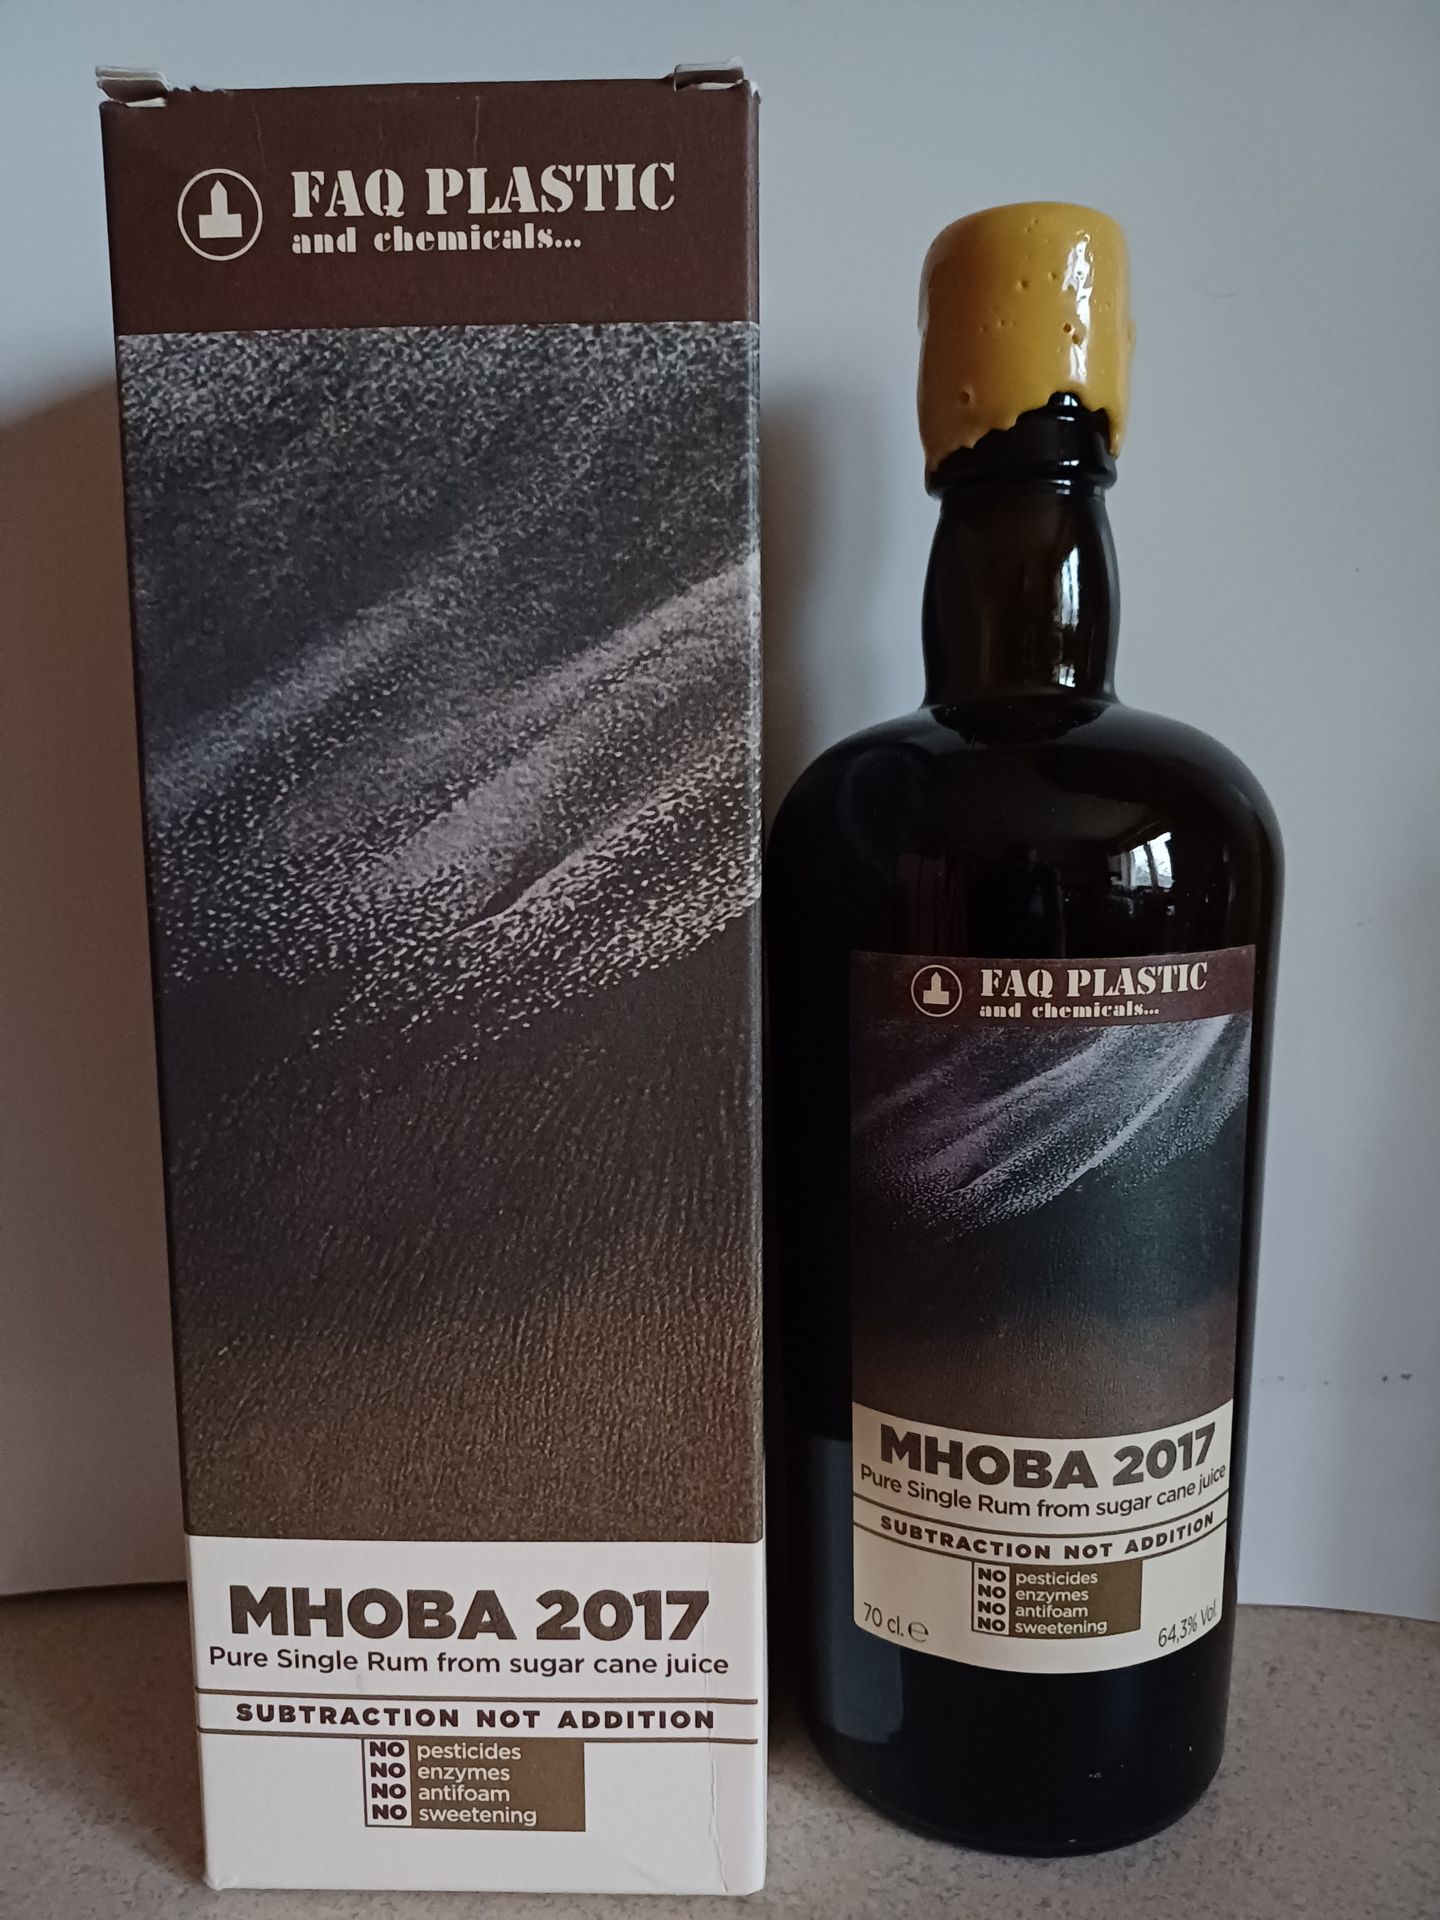 FAQ PLASTIC
and chemicals...
MHOBA 2017
Pure Single Rum from sugar cane juice
SUBTRACTION NOT ADDITION
NO pesticides
NO enzymes
NO antifoam
NO sweetening
FAQ PLASTIC
and chemicals...
MHOBA 2017
Pure Single Rum from sugar cane juice
SUBTRACTION NOT ADDITION
NO pesticides
NO enzymes
NO antifoam
NO sweetening
70 cl. ℮
64,3% Vol.